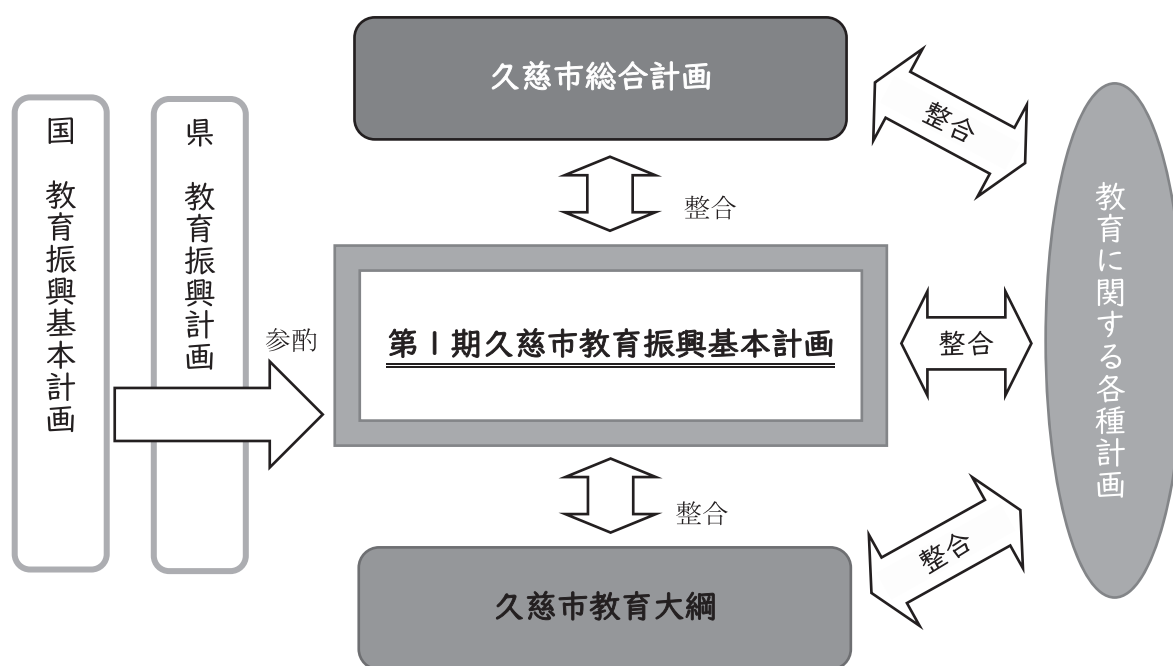 久慈市総合計画
国 教育振興基本計画
県 教育振興計画
整合
整合
参酌
第1期久慈市教育振興基本計画
整合
教育に関する各種計画
整合
整合
久慈市教育大綱